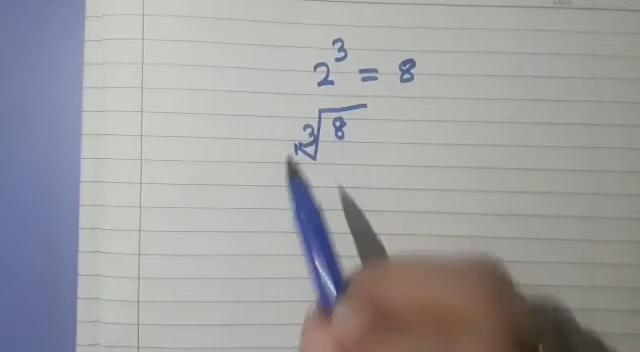 2³ = 8
∛8